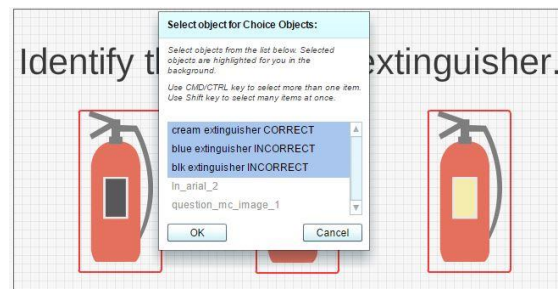 Select object for Choice Objects:
Select objects from the list below. Selected
objects are highlighted for you in the
background.
Identify th
extinguisher.
Use CMD/CTRL key to select more than one item.
Use Shift key to select many items at once.
cream extinguisher CORRECT
blue extinguisher INCORRECT
blk extinguisher INCORRECT
ln_arial_2
question_mc_image_1
OK
Cancel